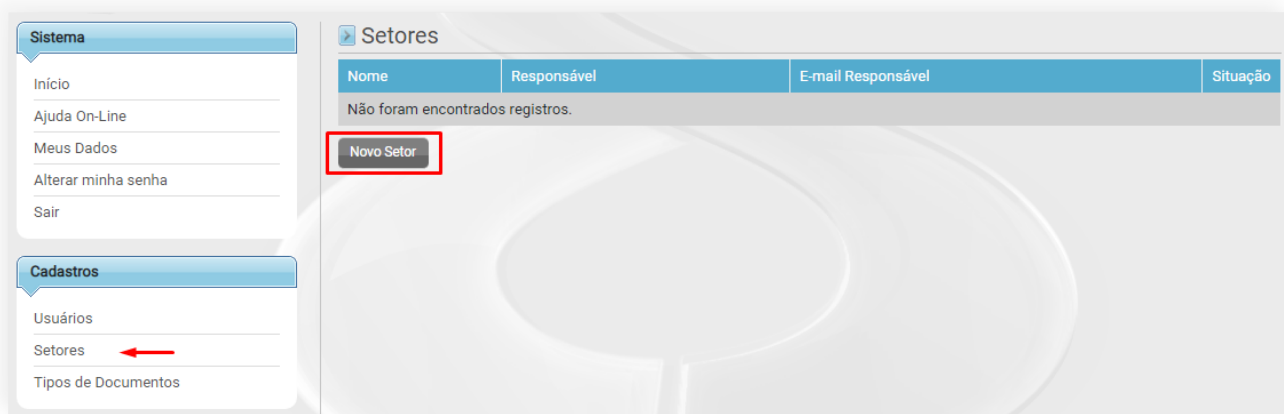 Sistema
Início
Ajuda On-Line
Meus Dados
Alterar minha senha
Sair
Cadastros
Usuários
Setores
Tipos de Documentos
Setores
Nome Responsável E-mail Responsável Situação
Não foram encontrados registros.
Novo Setor